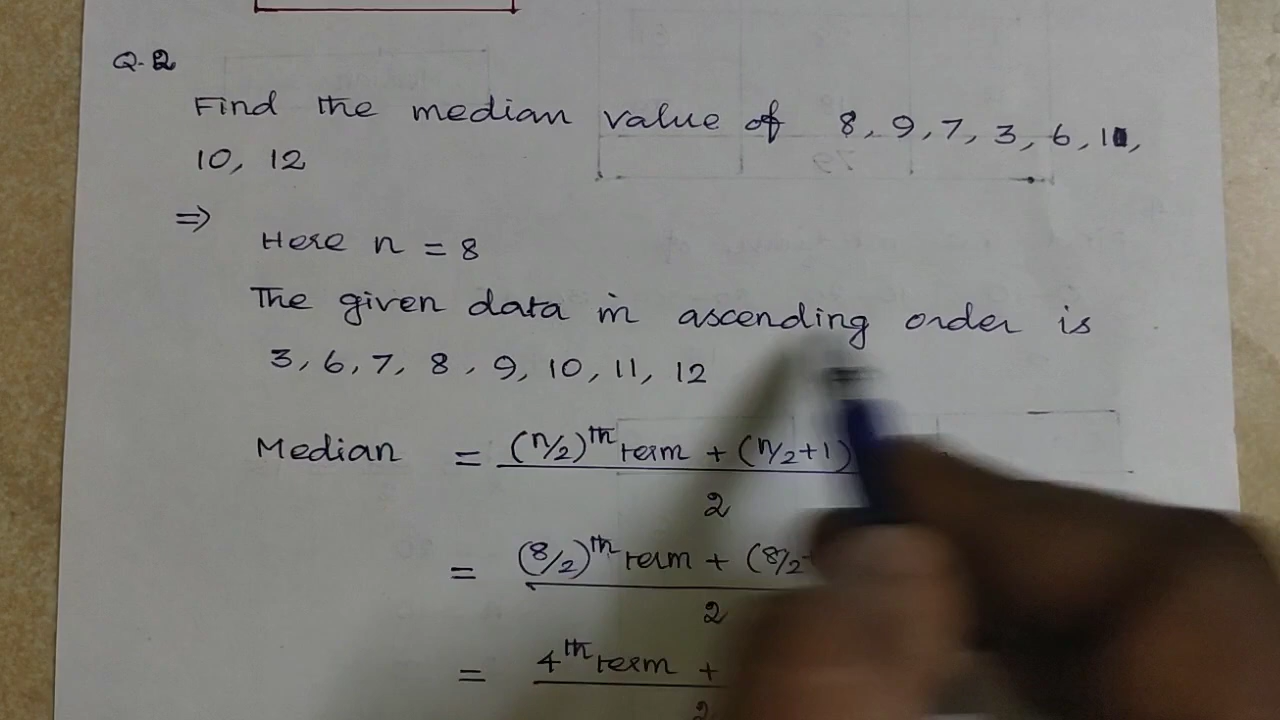 Q.2
Find the median value of 8, 9, 7, 3, 6, 11,
10, 12
⇒
Here n = 8
The given data in ascending order is
3, 6, 7, 8, 9, 10, 11, 12
Median = (n/2)th term + (n/2+1)
2
= (8/2)th term + (8/2
2
= 4th term +
2